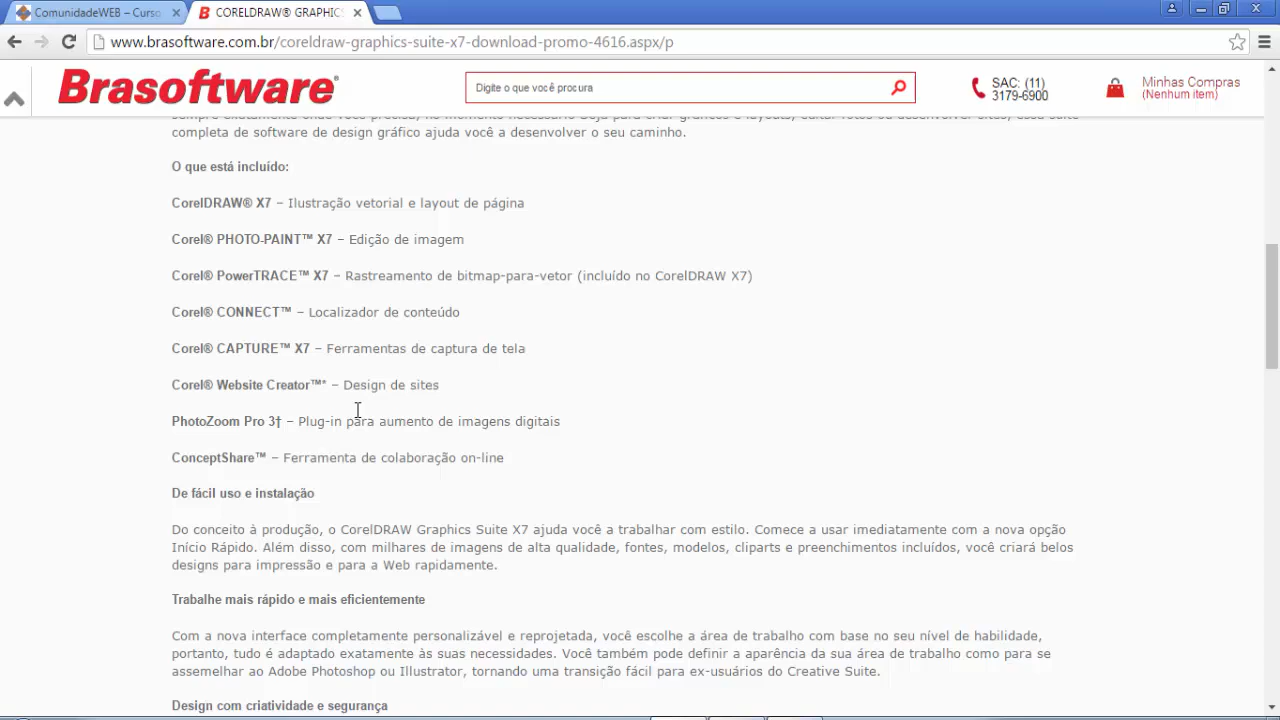 ComunidadeWEB – Curso
CORELDRAW® GRAPHICS
www.brasoftware.com.br/coreldraw-graphics-suite-x7-download-promo-4616.aspx/p
Brasoftware®
Digite o que você procura
SAC: (11)
3179-6900
Minhas Compras
(Nenhum item)
completa de software de design gráfico ajuda você a desenvolver o seu caminho.
O que está incluído:
CorelDRAW® X7 – Ilustração vetorial e layout de página
Corel® PHOTO-PAINT™ X7 – Edição de imagem
Corel® PowerTRACE™ X7 – Rastreamento de bitmap-para-vetor (incluído no CorelDRAW X7)
Corel® CONNECT™ – Localizador de conteúdo
Corel® CAPTURE™ X7 – Ferramentas de captura de tela
Corel® Website Creator™* – Design de sites
PhotoZoom Pro 3† – Plug-in para aumento de imagens digitais
ConceptShare™ – Ferramenta de colaboração on-line
De fácil uso e instalação
Do conceito à produção, o CorelDRAW Graphics Suite X7 ajuda você a trabalhar com estilo. Comece a usar imediatamente com a nova opção
Início Rápido. Além disso, com milhares de imagens de alta qualidade, fontes, modelos, cliparts e preenchimentos incluídos, você criará belos
designs para impressão e para a Web rapidamente.
Trabalhe mais rápido e mais eficientemente
Com a nova interface completamente personalizável e reprojetada, você escolhe a área de trabalho com base no seu nível de habilidade,
portanto, tudo é adaptado exatamente às suas necessidades. Você também pode definir a aparência da sua área de trabalho como para se
assemelhar ao Adobe Photoshop ou Illustrator, tornando uma transição fácil para ex-usuários do Creative Suite.
Design com criatividade e segurança